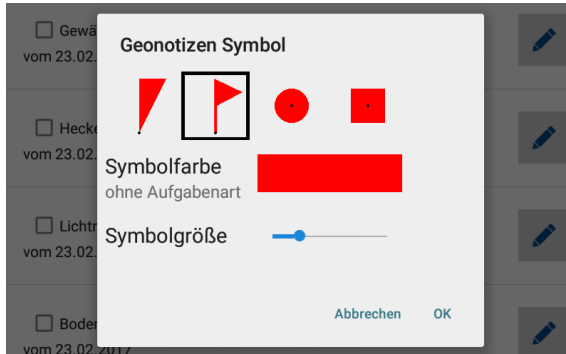 Gewä
vom 23.02.
Geonotizen Symbol
Hecke
vom 23.02.
Symbolfarbe
ohne Aufgabenart
Lichtr
vom 23.02.
Symbolgröße
Abbrechen OK
Boder
vom 23.02.2017